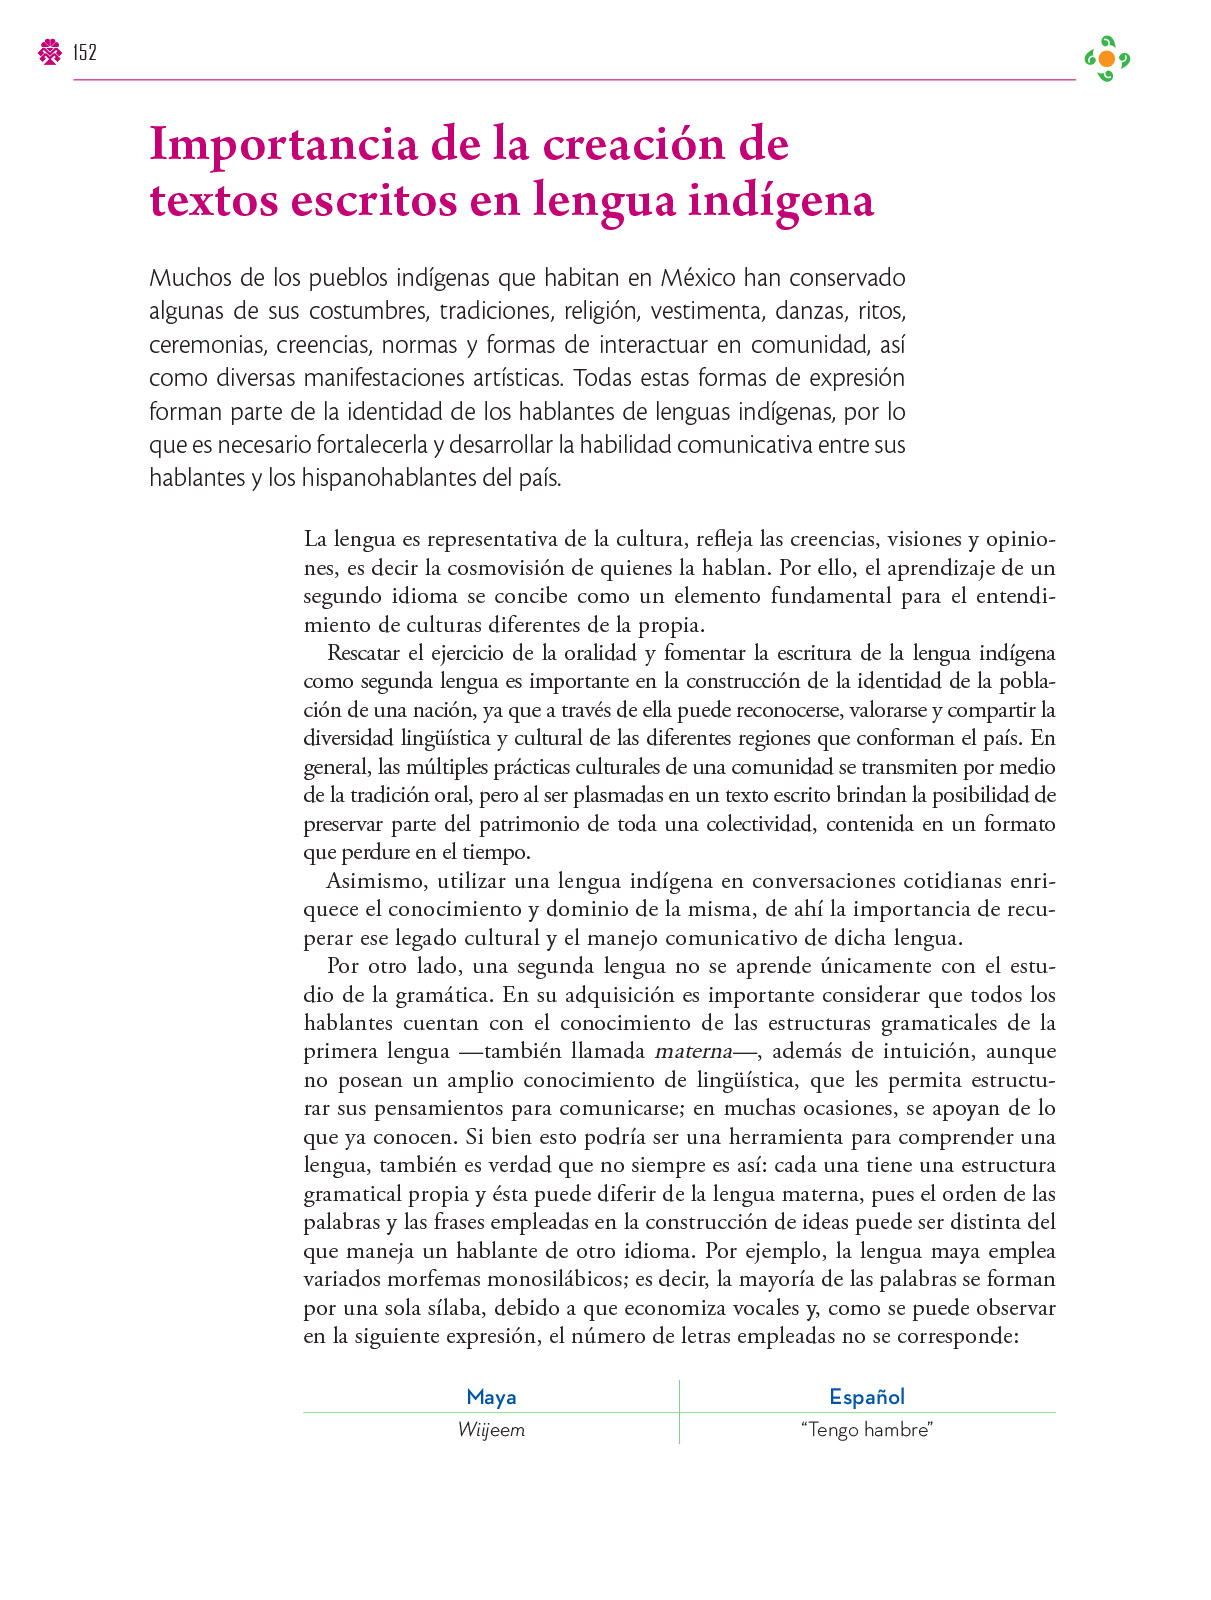 152
Importancia de la creación de
textos escritos en lengua indígena
Muchos de los pueblos indígenas que habitan en México han conservado
algunas de sus costumbres, tradiciones, religión, vestimenta, danzas, ritos,
ceremonias, creencias, normas y formas de interactuar en comunidad, así
como diversas manifestaciones artísticas. Todas estas formas de expresión
forman parte de la identidad de los hablantes de lenguas indígenas, por lo
que es necesario fortalecerla y desarrollar la habilidad comunicativa entre sus
hablantes y los hispanohablantes del país.
La lengua es representativa de la cultura, refleja las creencias, visiones y opinio-
nes, es decir la cosmovisión de quienes la hablan. Por ello, el aprendizaje de un
segundo idioma se concibe como un elemento fundamental para el entendi-
miento de culturas diferentes de la propia.
Rescatar el ejercicio de la oralidad y fomentar la escritura de la lengua indígena
como segunda lengua es importante en la construcción de la identidad de la pobla-
ción de una nación, ya que a través de ella puede reconocerse, valorarse y compartir la
diversidad lingüística y cultural de las diferentes regiones que conforman el país. En
general, las múltiples prácticas culturales de una comunidad se transmiten por medio
de la tradición oral, pero al ser plasmadas en un texto escrito brindan la posibilidad de
preservar parte del patrimonio de toda una colectividad, contenida en un formato
que perdure en el tiempo.
Asimismo, utilizar una lengua indígena en conversaciones cotidianas enri-
quece el conocimiento y dominio de la misma, de ahí la importancia de recu-
perar ese legado cultural y el manejo comunicativo de dicha lengua.
Por otro lado, una segunda lengua no se aprende únicamente con el estu-
dio de la gramática. En su adquisición es importante considerar que todos los
hablantes cuentan con el conocimiento de las estructuras gramaticales de la
primera lengua —también llamada materna—, además de intuición, aunque
no posean un amplio conocimiento de lingüística, que les permita estructu-
rar sus pensamientos para comunicarse; en muchas ocasiones, se apoyan de lo
que ya conocen. Si bien esto podría ser una herramienta para comprender una
lengua, también es verdad que no siempre es así: cada una tiene una estructura
gramatical propia y ésta puede diferir de la lengua materna, pues el orden de las
palabras y las frases empleadas en la construcción de ideas puede ser distinta del
que maneja un hablante de otro idioma. Por ejemplo, la lengua maya emplea
variados morfemas monosilábicos; es decir, la mayoría de las palabras se forman
por una sola sílaba, debido a que economiza vocales y, como se puede observar
en la siguiente expresión, el número de letras empleadas no se corresponde:
Maya Español
Wiijeem “Tengo hambre”